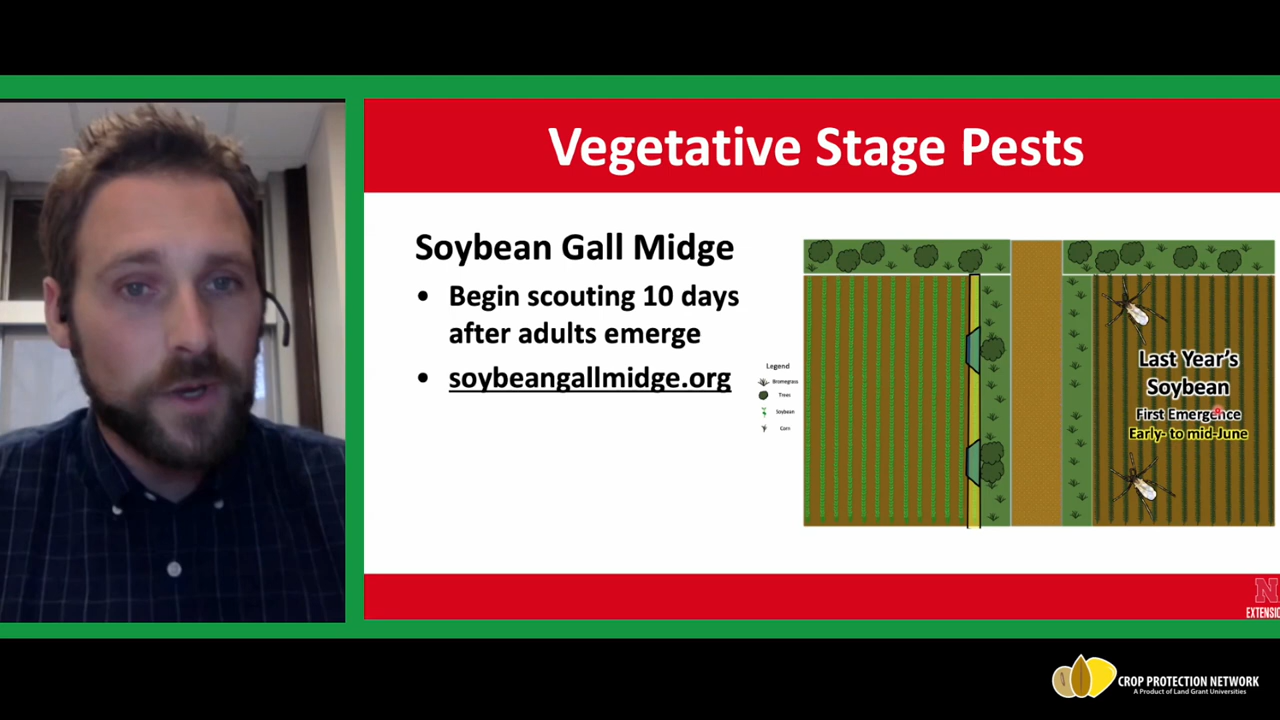 Vegetative Stage Pests
Soybean Gall Midge
• Begin scouting 10 days
after adults emerge
• soybeangallmidge.org
Legend
Bromegrass
Trees
Soybean
Corn
Last Year's
Soybean
First Emergence
Early- to mid-June
N
CROP PROTECTION NETWORK
A Product of Land Grant Universities